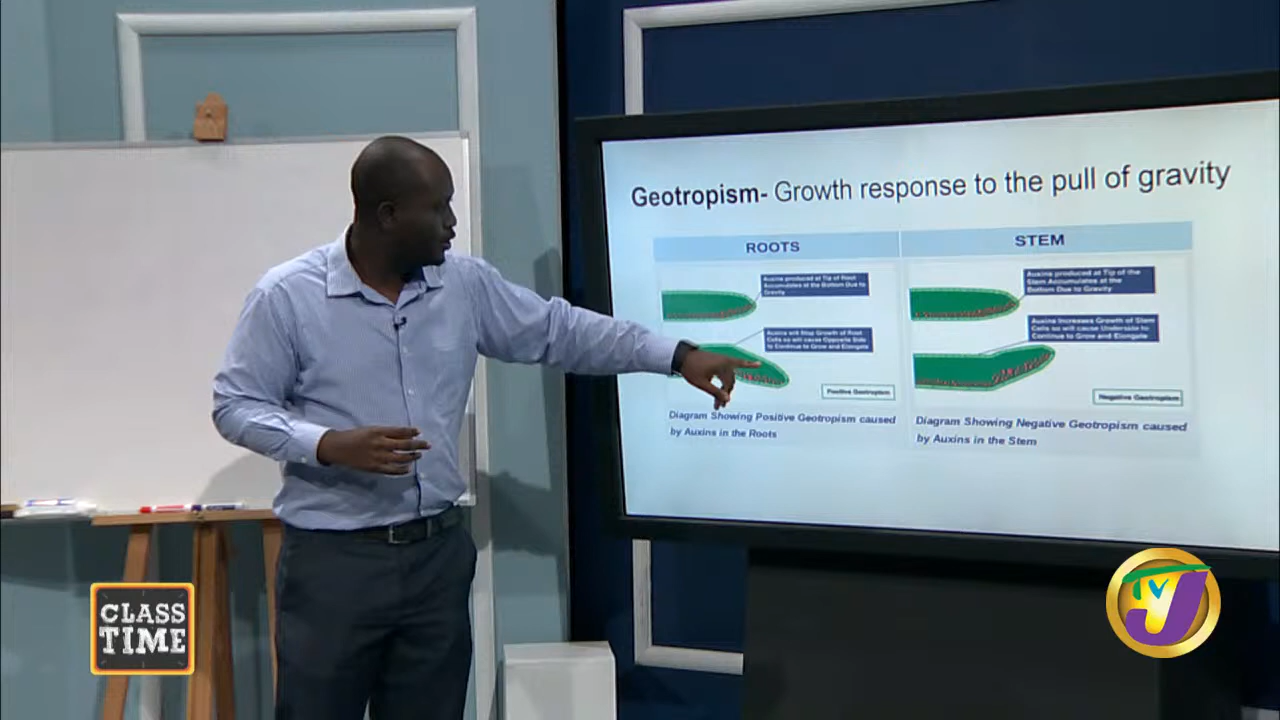 Geotropism- Growth response to the pull of gravity
ROOTS
STEM
Auxins produced at Tip of Root
Accumulates at the Bottom Due to
Gravity
Auxins will Stop Growth of Root
Cells so will cause Opposite Side
to Continue to Grow and Elongate
Positive Geotropism
Diagram Showing Positive Geotropism caused
by Auxins in the Roots
Auxins produced at Tip of the
Stem Accumulates at the
Bottom Due to Gravity
Auxins Increases Growth of Stem
Cells so will cause Underside to
Continue to Grow and Elongate
Negative Geotropism
Diagram Showing Negative Geotropism caused
by Auxins in the Stem
CLASS
TIME
TVJ